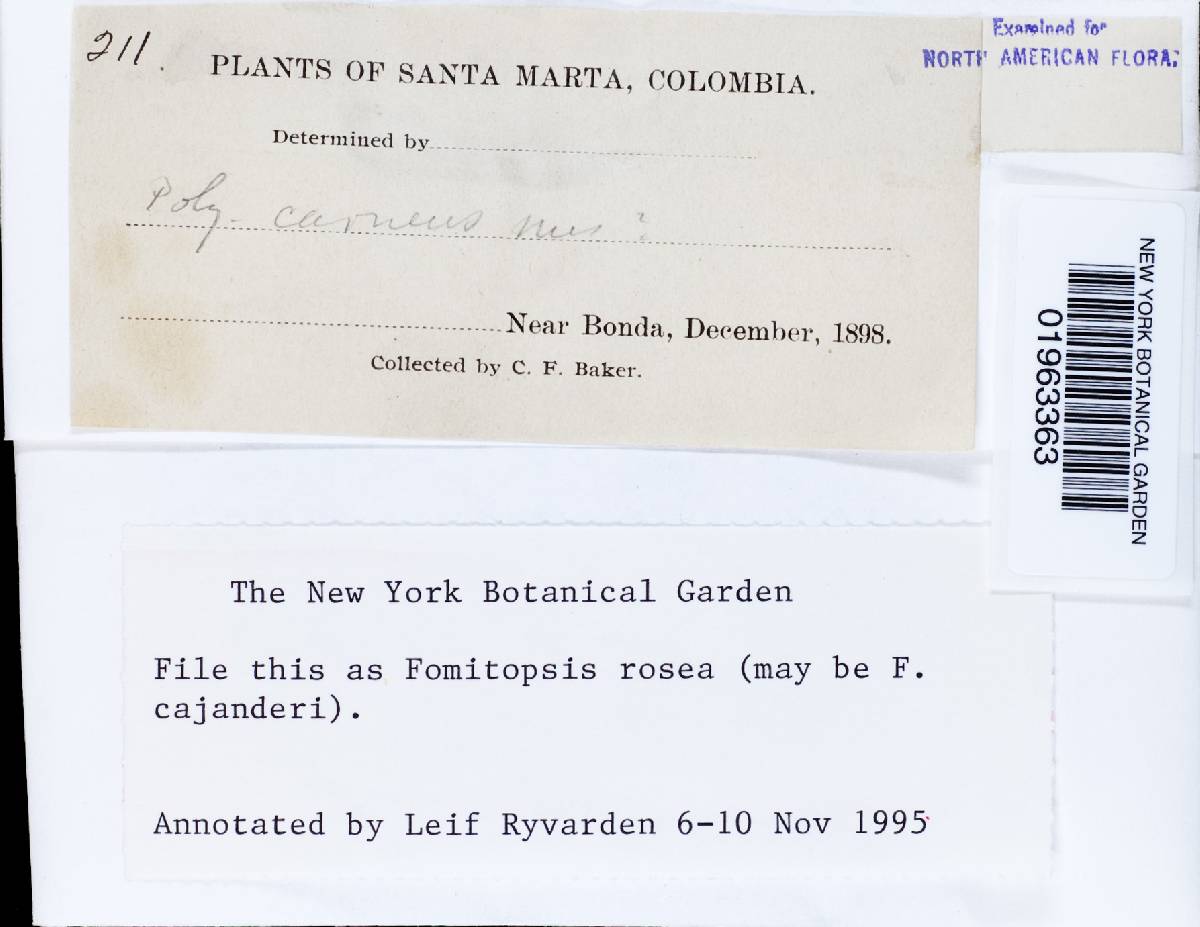 211.
PLANTS OF SANTA MARTA, COLOMBIA.
Examined for
NORTH AMERICAN FLORA.
Determined by
Poly- carneus nees?
Near Bonda, December, 1898.
Collected by C. F. Baker.
NEW YORK BOTANICAL GARDEN
01963363
The New York Botanical Garden
File this as Fomitopsis rosea (may be F.
cajanderi).
Annotated by Leif Ryvarden 6-10 Nov 1995